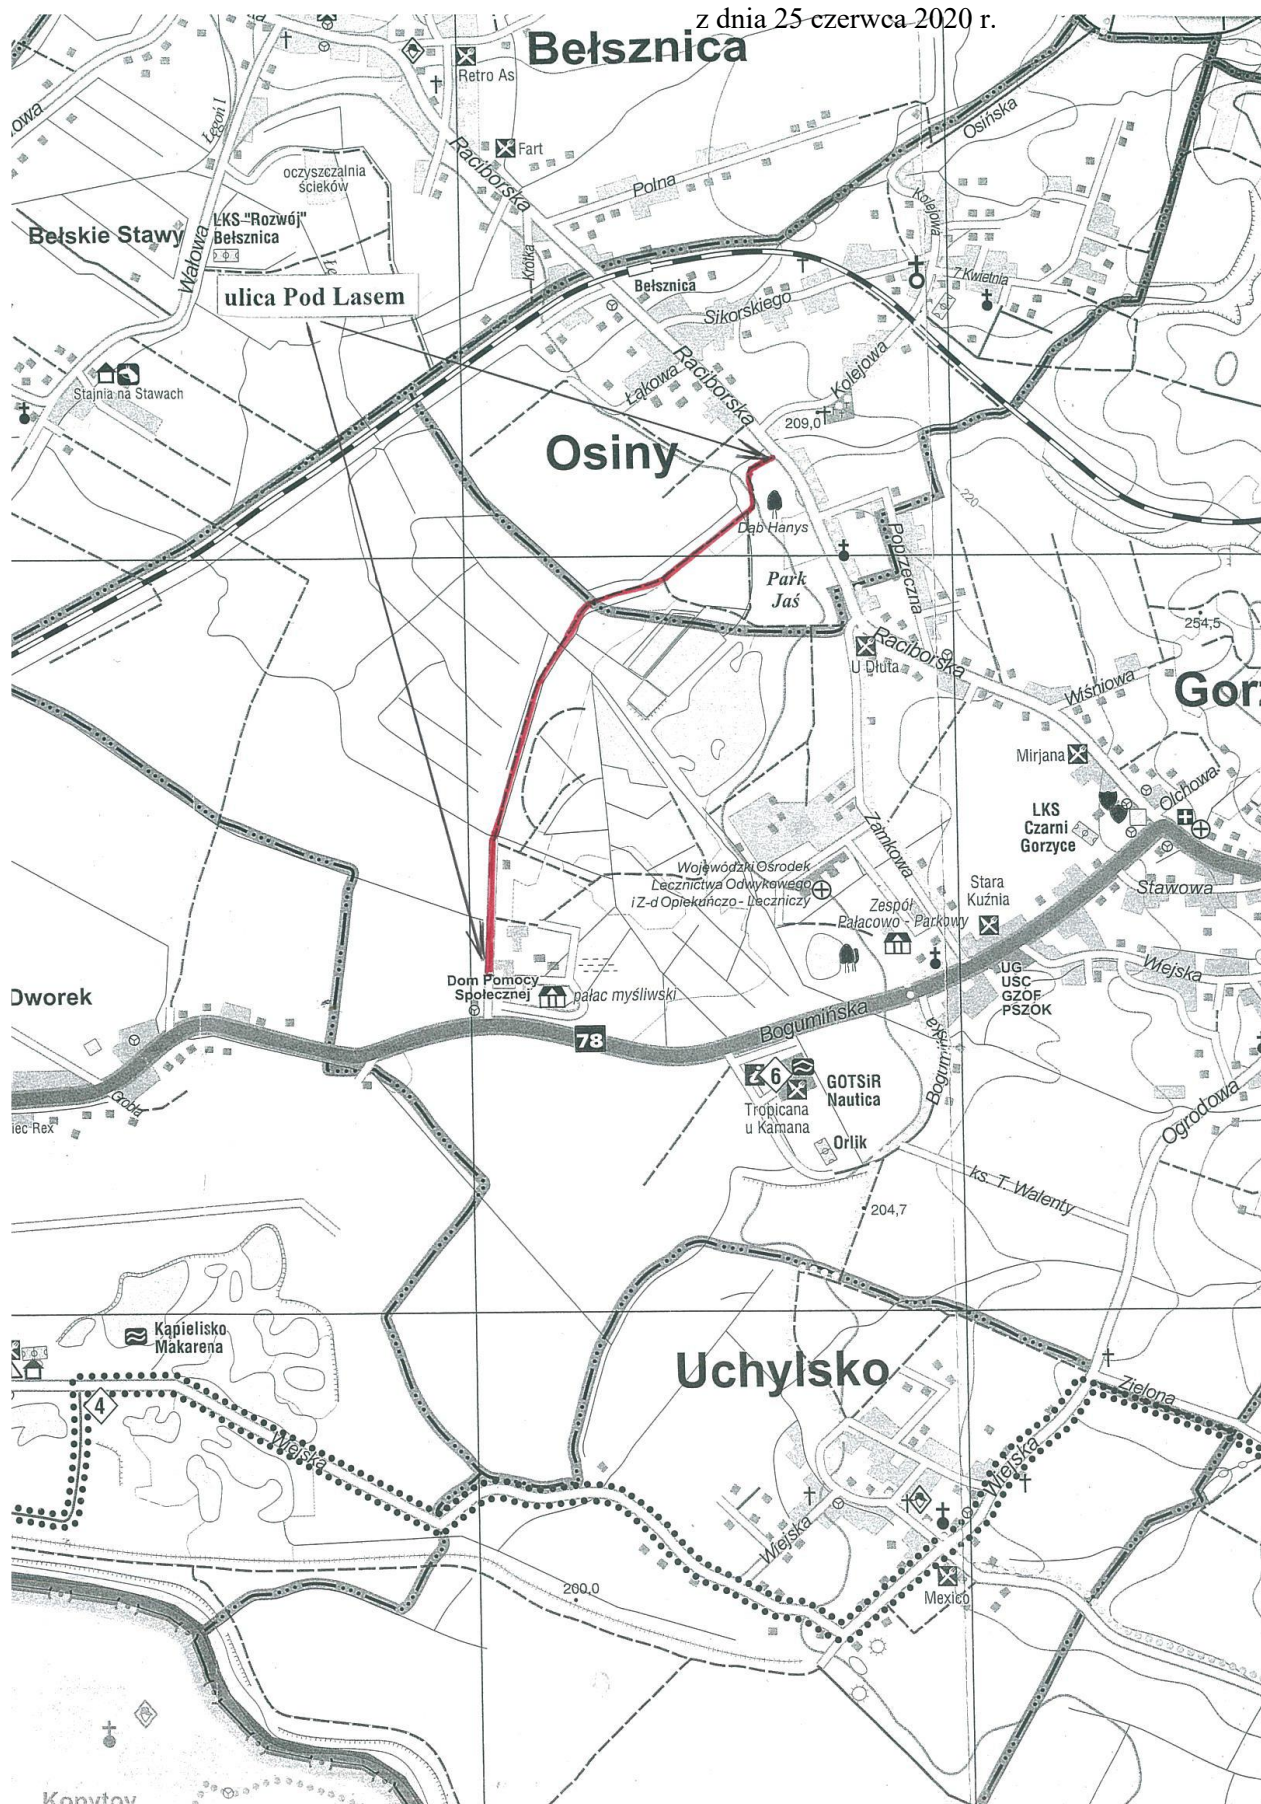 z dnia 25 czerwca 2020 r.
Bełsznica
Retro As
Osińska
Łęgoń I
Raciborska
Fart
oczyszczalnia
ścieków
Polna
Kolejowa
LKS "Rozwój"
Bełsznica
Bełskie Stawy
Wałowa
Krótka
7 Kwietnia
ulica Pod Lasem
Bełsznica
Sikorskiego
Raciborska
Łąkowa
Kolejowa
Stajnia na Stawach
209,0
Osiny
220
Dąb Hanys
Poprzeczna
Park
Jaś
254,5
Raciborska
U Dłuta
Wiśniowa
Mirjana
Olchowa
LKS
Czarni
Gorzyce
Zamkowa
Wojewódzki Ośrodek
Lecznictwa Odwykowego
i Z-d Opiekuńczo - Leczniczy
Stara
Kuźnia
Stawowa
Zespół
Pałacowo - Parkowy
Wiejska
Dom Pomocy
Społecznej
pałac myśliwski
UG
USC
GZOF
PSZOK
Dworek
Bogumińska
78
Bogumińska
6
GOTSiR
Nautica
Tropicana
u Kamana
Orlik
Ogrodowa
ks. T. Walenty
204,7
Kąpielisko
Makarena
Uchylsko
Zielona
4
Wiejska
Wiejska
Wiejska
200,0
Mexico